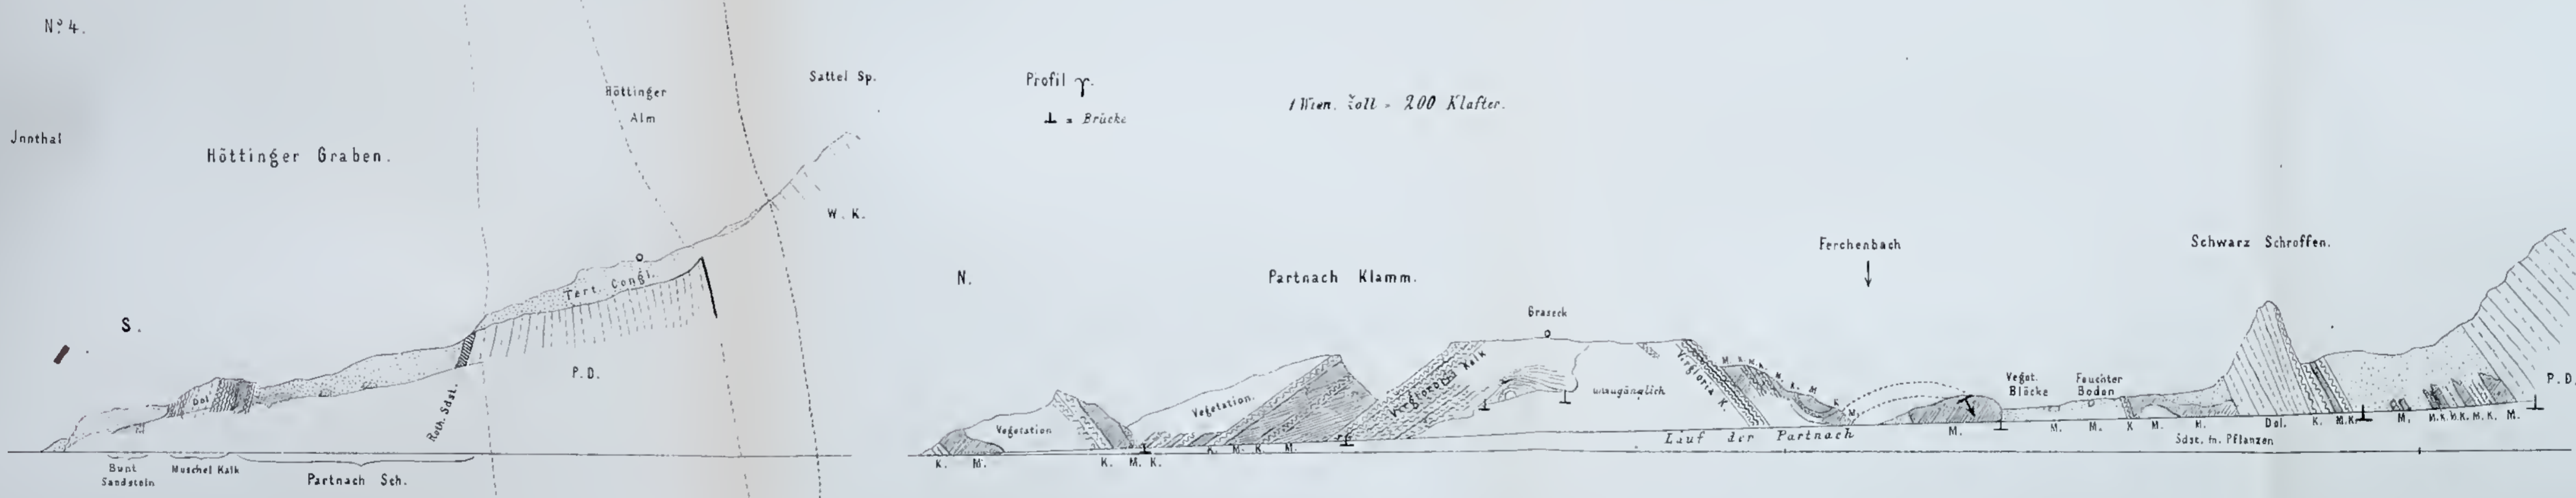 Nº 4.
Innthal
Höttinger Graben.
Höttinger
Alm
Sattel Sp.
W. K.
S.
Tert. Congl.
P. D.
Dol.
Roth. Sdst.
Bunt
Sandstein
Muschel Kalk
Partnach Sch.
Profil γ.
⊥ = Brücke
1 Wien. Zoll = 200 Klafter.
N.
Partnach Klamm.
Graseck
Ferchenbach
Schwarz Schroffen.
Vegetation
Vegetation.
Virgloria Kalk
unzugänglich
Virgloria K.
M. K. M. K. M. K. M.
K.
M.
Veget.
Blöcke
Feuchter
Boden
P. D.
Lauf der Partnach
K. M. K. M. K. K. M. K. M.
M. M. M. K M. M. Dol. K. M.K. M. M.K.M.K.M.K. M.
Sdst. m. Pflanzen